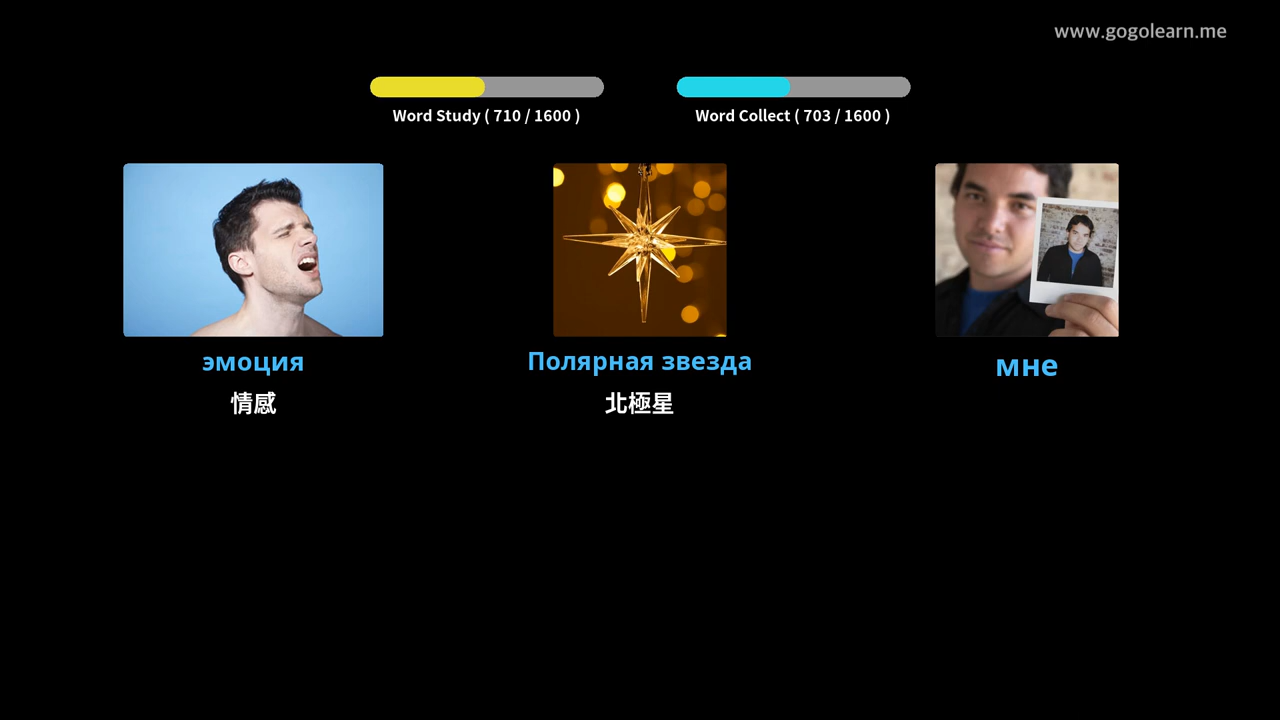 www.gogolearn.me
Word Study ( 710 / 1600 )
Word Collect ( 703 / 1600 )
эмоция
情感
Полярная звезда
北極星
мне